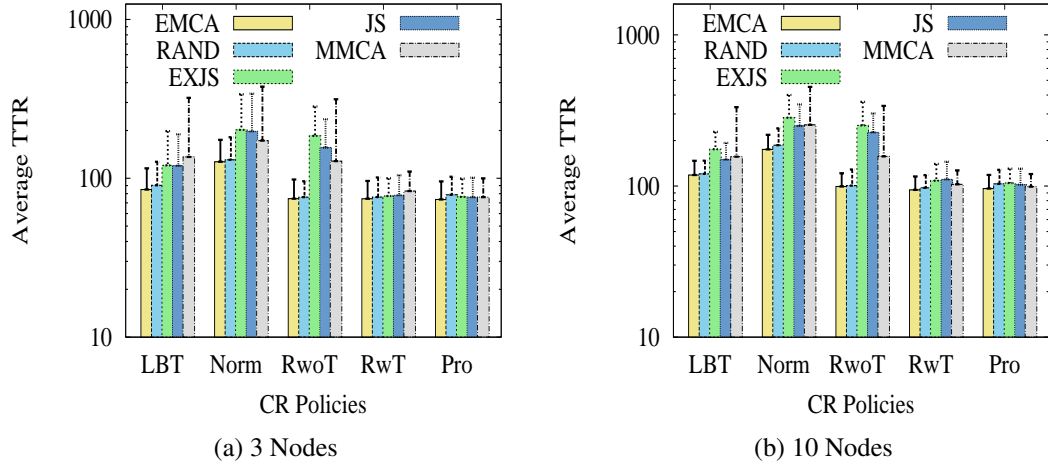 1000
100
10
Average TTR
EMCA
RAND
EXJS
JS
MMCA
LBT Norm RwoT RwT Pro
CR Policies
(a) 3 Nodes
1000
100
10
Average TTR
EMCA
RAND
EXJS
JS
MMCA
LBT Norm RwoT RwT Pro
CR Policies
(b) 10 Nodes